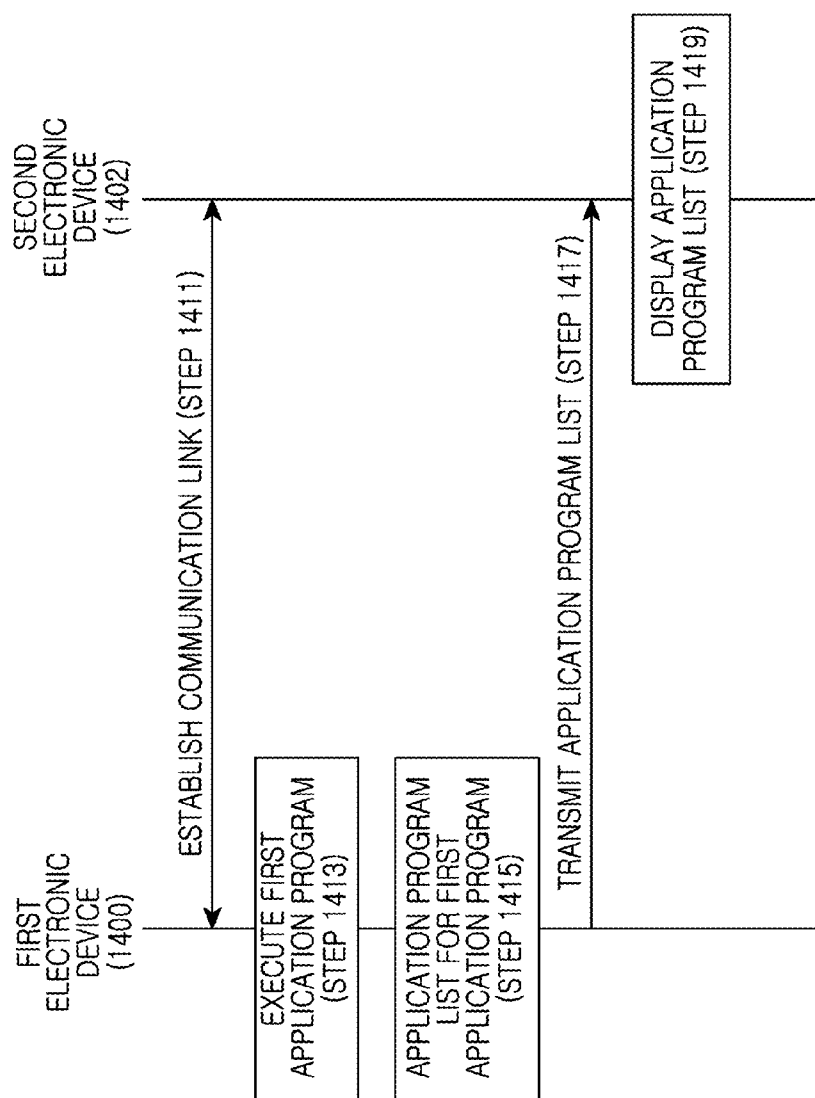 FIRST
ELECTRONIC
DEVICE
(1400)
SECOND
ELECTRONIC
DEVICE
(1402)
ESTABLISH COMMUNICATION LINK (STEP 1411)
EXECUTE FIRST
APPLICATION PROGRAM
(STEP 1413)
APPLICATION PROGRAM
LIST FOR FIRST
APPLICATION PROGRAM
(STEP 1415)
TRANSMIT APPLICATION PROGRAM LIST (STEP 1417)
DISPLAY APPLICATION
PROGRAM LIST (STEP 1419)